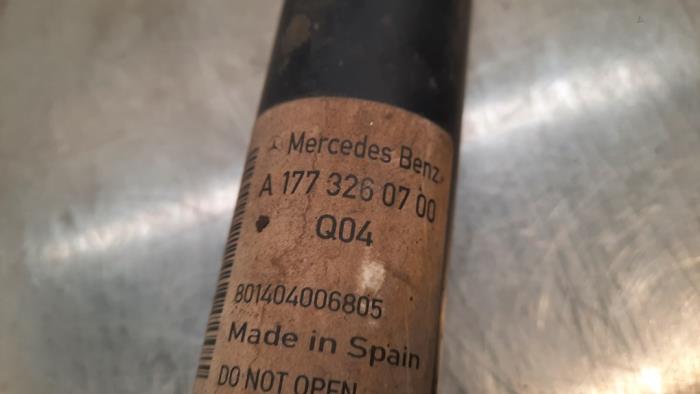 Mercedes Benz
A 177 326 07 00
Q04
801404006805
Made in Spain
DO NOT OPEN